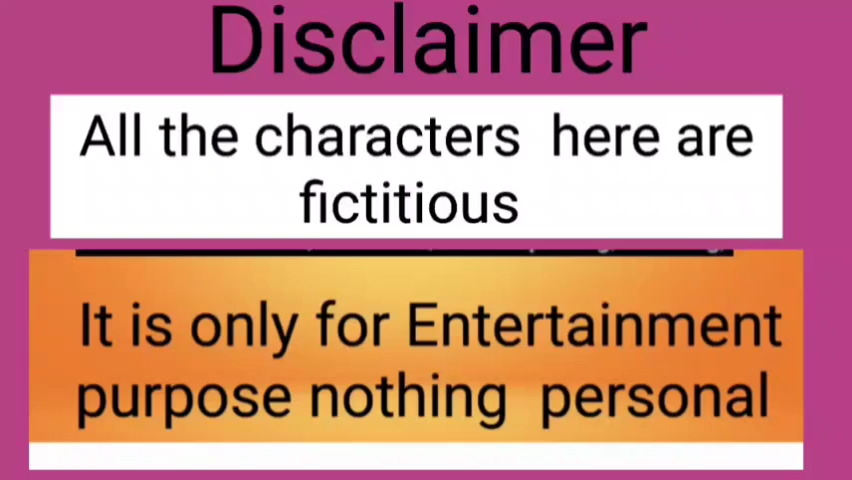 Disclaimer
All the characters here are
fictitious
It is only for Entertainment
purpose nothing personal